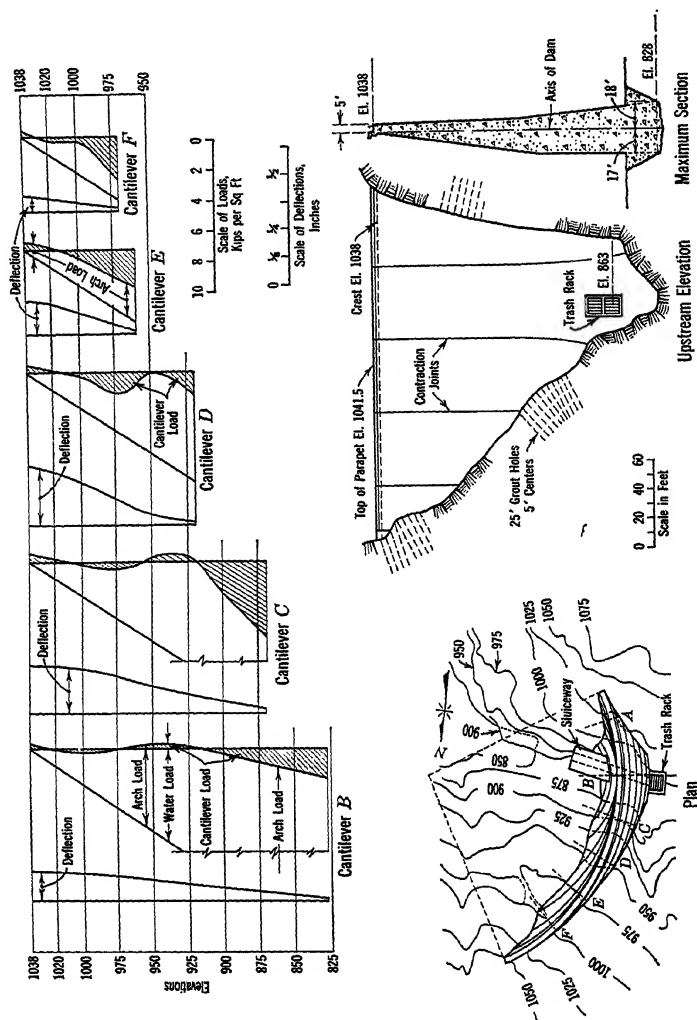 1038
1020
1000
975
950
925
900
875
850
825
Elevations
Deflection
Arch Load
Water Load
Cantilever Load
Arch Load
Cantilever B
Deflection
Cantilever C
Deflection
Cantilever
Load
Cantilever D
Deflection
Arch Load
Cantilever E
Cantilever F
1038
1020
1000
975
950
10 8 6 4 2 0
Scale of Loads,
Kips per Sq Ft
0 ⅛ ¼ ½
Scale of Deflections,
Inches
N
1050
1025
1000
975
950
925
900
875
850
900
950
975
1000
1025
1050
1075
Sluiceway
A
B
C
D
E
F
Trash Rack
Plan
Top of Parapet El. 1041.5
Crest El. 1038
Contraction
Joints
25' Grout Holes
5' Centers
Trash Rack
El. 863
0 20 40 60
Scale in Feet
Upstream Elevation
5'
El. 1038
Axis of Dam
17'
18'
El. 828
Maximum Section